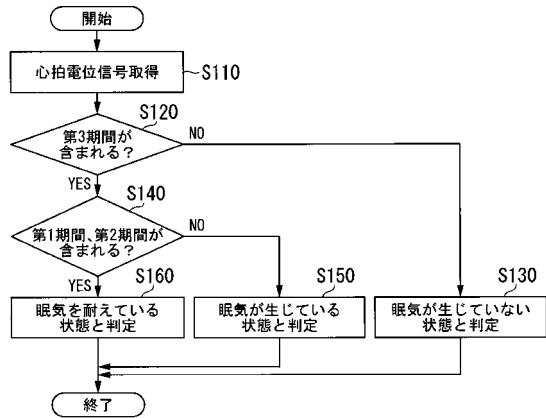 開始
心拍電位信号取得
S110
S120
第3期間が
含まれる?
NO
YES
S140
第1期間、第2期間が
含まれる?
NO
YES
S160
眠気を耐えている
状態と判定
S150
眠気が生じている
状態と判定
S130
眠気が生じていない
状態と判定
終了